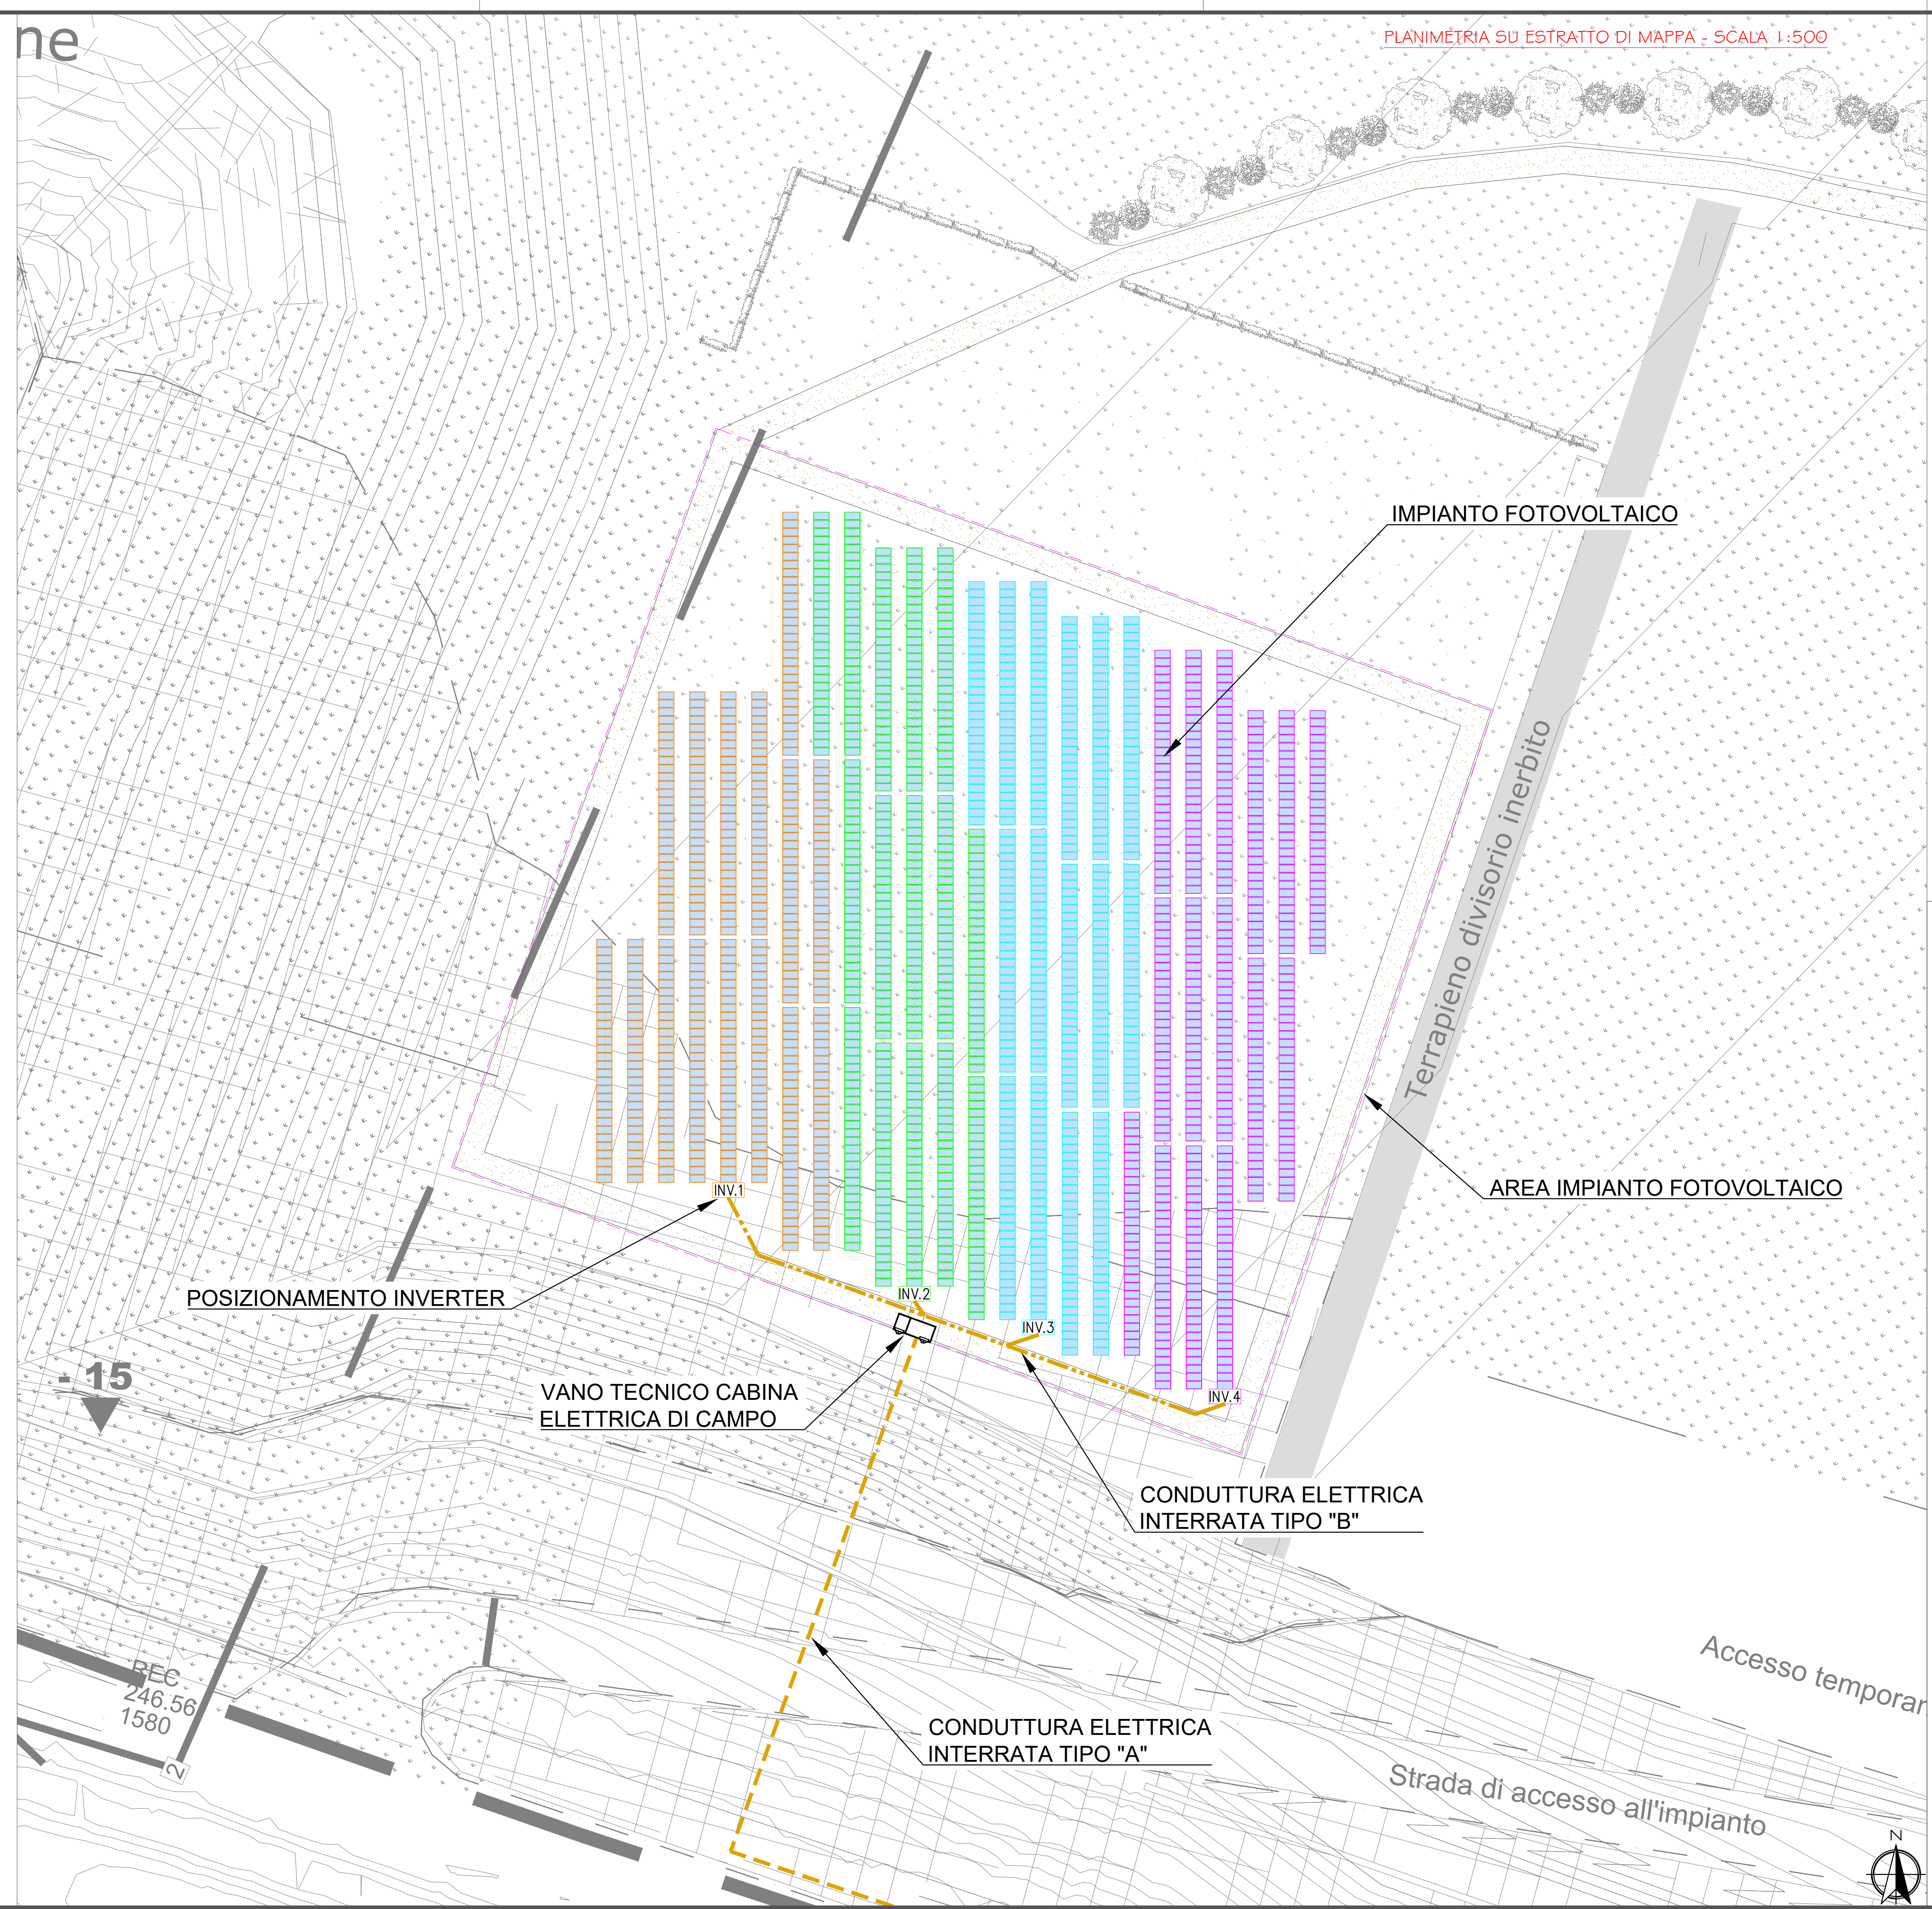 ne
PLANIMETRIA SU ESTRATTO DI MAPPA - SCALA 1:500
IMPIANTO FOTOVOLTAICO
Terrapieno divisorio inerbito
AREA IMPIANTO FOTOVOLTAICO
INV.1
POSIZIONAMENTO INVERTER
INV.2
INV.3
- 15
VANO TECNICO CABINA
ELETTRICA DI CAMPO
INV.4
CONDUTTURA ELETTRICA
INTERRATA TIPO "B"
REC
246.56
1580
2
Accesso temporar
CONDUTTURA ELETTRICA
INTERRATA TIPO "A"
Strada di accesso all'impianto
N